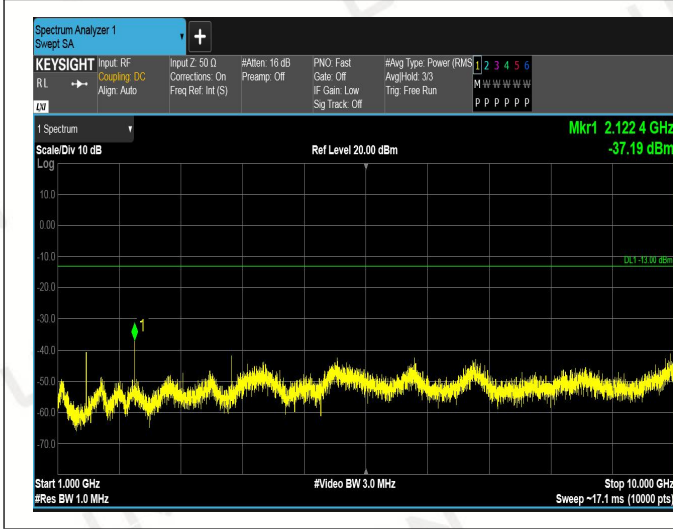 Spectrum Analyzer 1
Swept SA
+
KEYSIGHT
RL
LXI
Input: RF
Coupling: DC
Align: Auto
Input Z: 50 Ω
Corrections: On
Freq Ref: Int (S)
#Atten: 16 dB
Preamp: Off
PNO: Fast
Gate: Off
IF Gain: Low
Sig Track: Off
#Avg Type: Power (RMS
Avg|Hold: 3/3
Trig: Free Run
1 2 3 4 5 6
M W W W W W
P P P P P P
1 Spectrum
Mkr1 2.122 4 GHz
-37.19 dBm
Scale/Div 10 dB
Ref Level 20.00 dBm
Log
10.0
0.00
-10.0
DL1 -13.00 dBm
-20.0
-30.0
1
-40.0
-50.0
-60.0
-70.0
Start 1.000 GHz
#Video BW 3.0 MHz
Stop 10.000 GHz
#Res BW 1.0 MHz
Sweep ~17.1 ms (10000 pts)